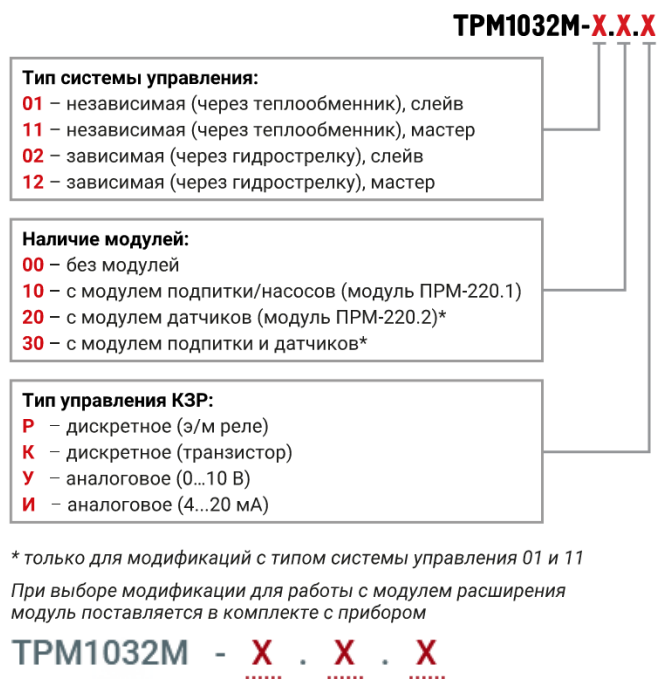 ТРМ1032М-Х.Х.Х
Тип системы управления:
01 – независимая (через теплообменник), слейв
11 – независимая (через теплообменник), мастер
02 – зависимая (через гидрострелку), слейв
12 – зависимая (через гидрострелку), мастер
Наличие модулей:
00 – без модулей
10 – с модулем подпитки/насосов (модуль ПРМ-220.1)
20 – с модулем датчиков (модуль ПРМ-220.2)*
30 – с модулем подпитки и датчиков*
Тип управления КЗР:
Р – дискретное (э/м реле)
К – дискретное (транзистор)
У – аналоговое (0…10 В)
И – аналоговое (4...20 мА)
* только для модификаций с типом системы управления 01 и 11
При выборе модификации для работы с модулем расширения
модуль поставляется в комплекте с прибором
ТРМ1032М - Х . Х . Х